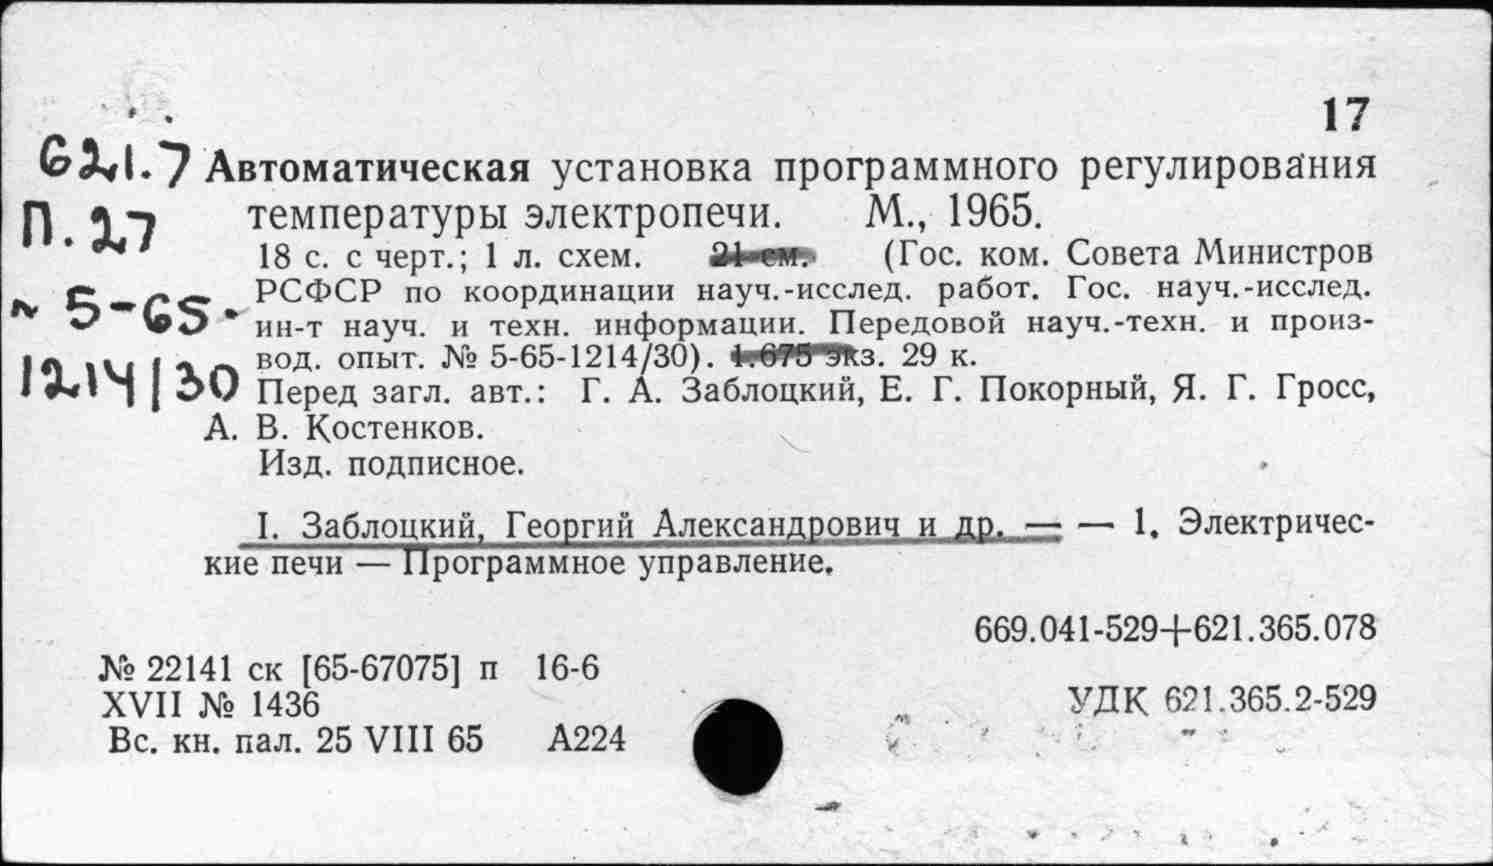 17
621.7 Автоматическая установка программного регулирования
П.27 температуры электропечи. М., 1965.
18 с. с черт.; 1 л. схем. 21 см. (Гос. ком. Совета Министров
№ 5-65- РСФСР по координации науч.-исслед. работ. Гос. науч.-исслед.
ин-т науч. и техн. информации. Передовой науч.-техн. и произ-
1214/30 вод. опыт. № 5-65-1214/30). 1.675 экз. 29 к.
Перед загл. авт.: Г. А. Заблоцкий, Е. Г. Покорный, Я. Г. Гросс,
А. В. Костенков.
Изд. подписное.
I. Заблоцкий, Георгий Александрович и др. — — 1. Электричес-
кие печи — Программное управление.
669.041-529+621.365.078
№ 22141 ск [65-67075] п 16-6
XVII № 1436
УДК 621.365.2-529
Вс. кн. пал. 25 VIII 65 А224